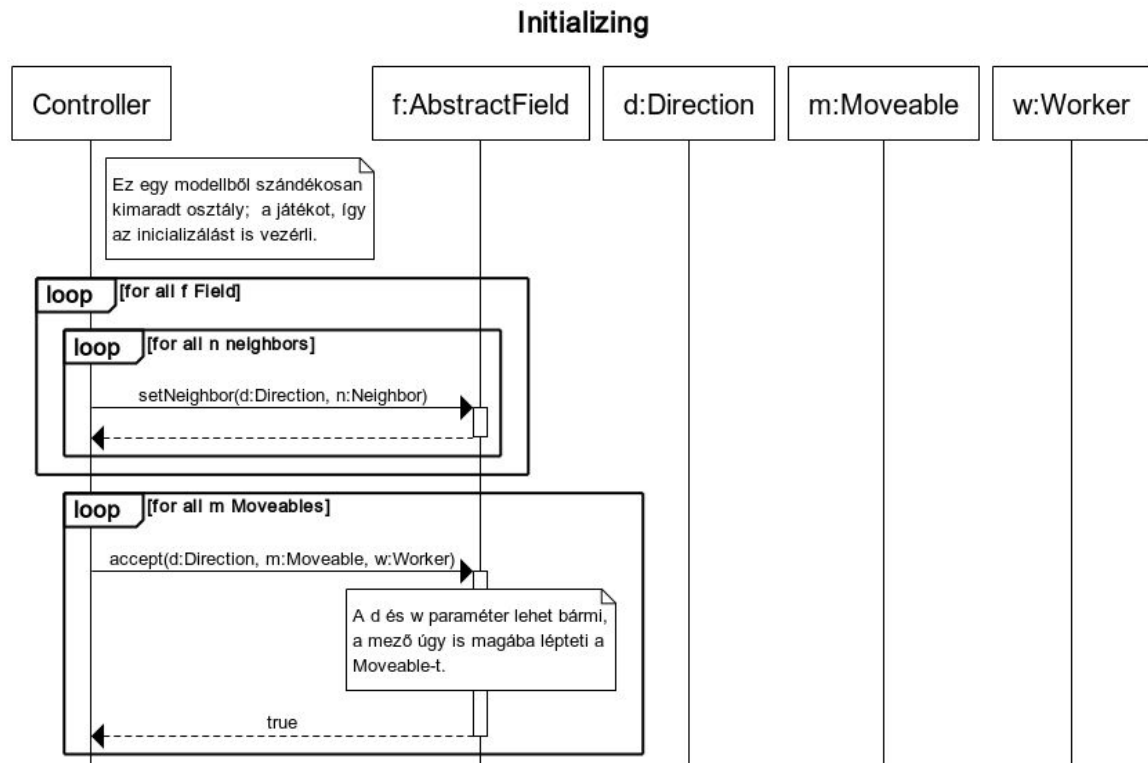 Initializing
Controller
f:AbstractField
d:Direction
m:Moveable
w:Worker
Ez egy modellből szándékosan
kimaradt osztály;  a játékot, így
az inicializálást is vezérli.
loop
[for all f Field]
loop
[for all n neighbors]
setNeighbor(d:Direction, n:Neighbor)
loop
[for all m Moveables]
accept(d:Direction, m:Moveable, w:Worker)
A d és w paraméter lehet bármi,
a mező úgy is magába lépteti a
Moveable-t.
true